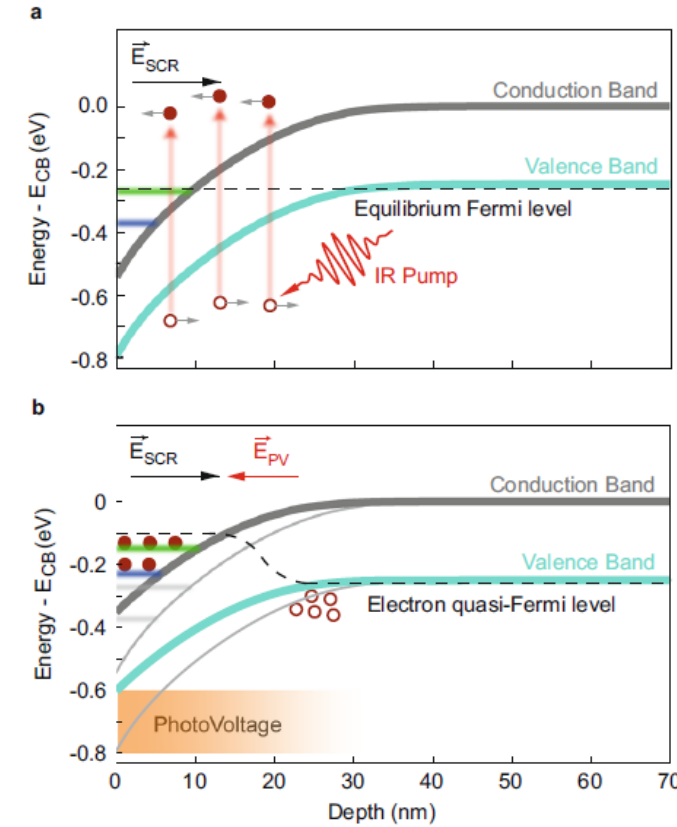 a
E⃗SCR
Conduction Band
Valence Band
Equilibrium Fermi level
IR Pump
Energy - ECB (eV)
0.0
-0.2
-0.4
-0.6
-0.8
b
E⃗SCR
E⃗PV
Conduction Band
Valence Band
Electron quasi-Fermi level
PhotoVoltage
Energy - ECB (eV)
0
-0.2
-0.4
-0.6
-0.8
0 10 20 30 40 50 60 70
Depth (nm)